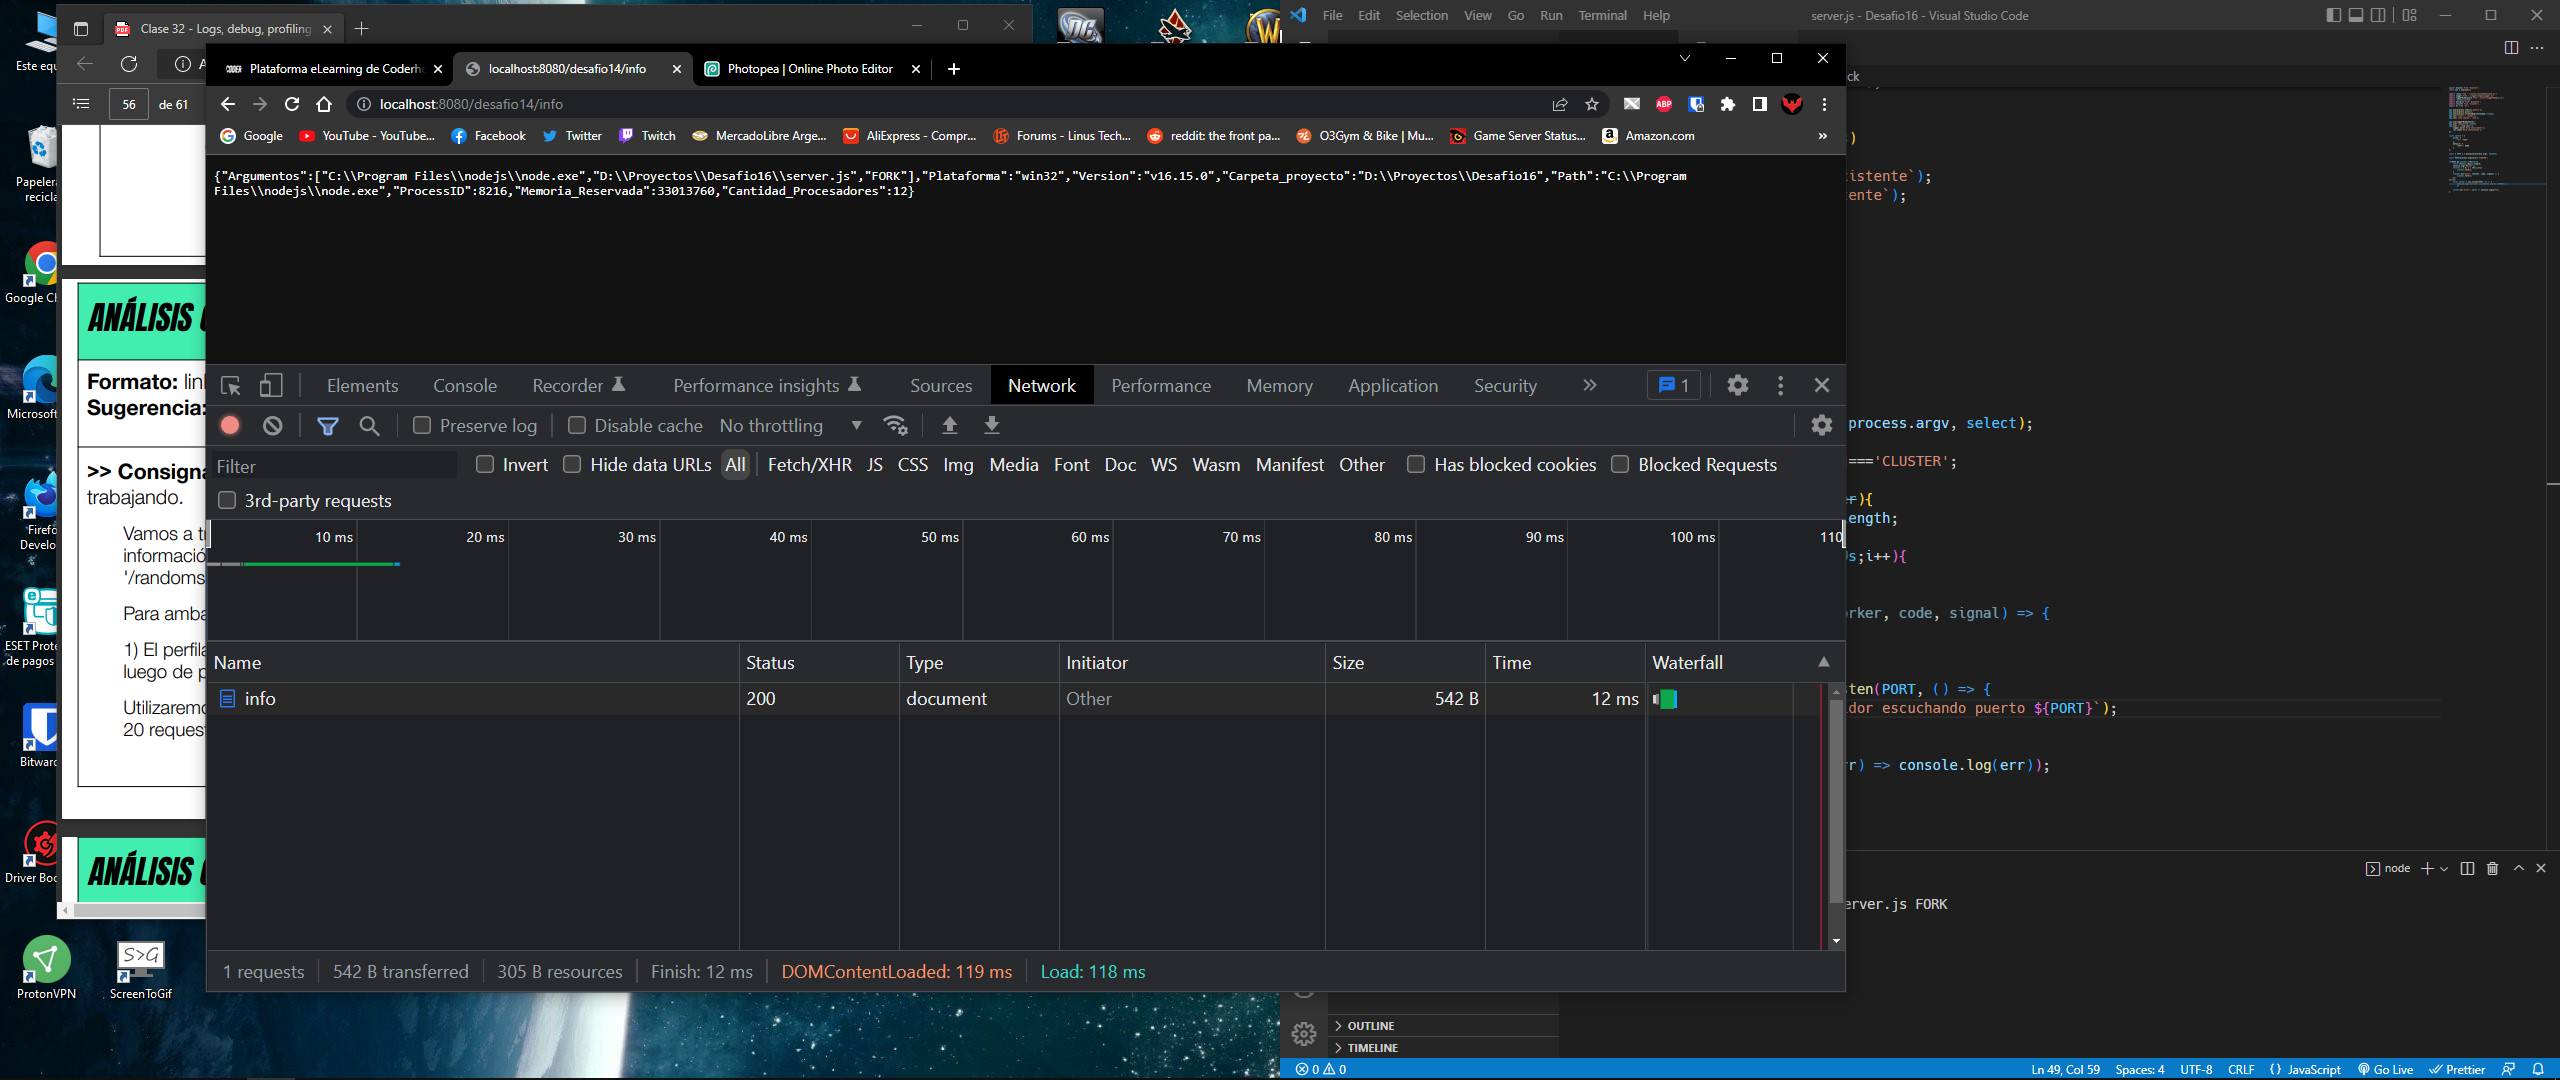 Este equ
Papeler
recicla
Google Ch
Microsoft
Firefo
Develo
ESET Prote
de pagos
Bitward
Driver Boo
ProtonVPN
ScreenToGif
Clase 32 - Logs, debug, profiling
56 de 61
ANÁLISIS
Formato: lin
Sugerencia:
>> Consigna
trabajando.
Vamos a t
informació
'/randoms
Para amba
1) El perfila
luego de p
Utilizaremo
20 reques
ANÁLISIS
Plataforma eLearning de Coderh
localhost:8080/desafio14/info
Photopea | Online Photo Editor
localhost:8080/desafio14/info
ABP
Google YouTube - YouTube... Facebook Twitter Twitch MercadoLibre Arge... AliExpress - Compr... Forums - Linus Tech... reddit: the front pa... O3Gym & Bike | Mu... Game Server Status... Amazon.com »
{"Argumentos":["C:\\Program Files\\nodejs\\node.exe","D:\\Proyectos\\Desafio16\\server.js","FORK"],"Plataforma":"win32","Version":"v16.15.0","Carpeta_proyecto":"D:\\Proyectos\\Desafio16","Path":"C:\\Program
Files\\nodejs\\node.exe","ProcessID":8216,"Memoria_Reservada":33013760,"Cantidad_Procesadores":12}
Elements Console Recorder Performance insights Sources Network Performance Memory Application Security » 1
Preserve log Disable cache No throttling
Filter Invert Hide data URLs All Fetch/XHR JS CSS Img Media Font Doc WS Wasm Manifest Other Has blocked cookies Blocked Requests
3rd-party requests
10 ms 20 ms 30 ms 40 ms 50 ms 60 ms 70 ms 80 ms 90 ms 100 ms 110
Name Status Type Initiator Size Time Waterfall
info 200 document Other 542 B 12 ms
1 requests 542 B transferred 305 B resources Finish: 12 ms DOMContentLoaded: 119 ms Load: 118 ms
File Edit Selection View Go Run Terminal Help
server.js - Desafio16 - Visual Studio Code
ck
)
istente`);
ente`);
process.argv, select);
==='CLUSTER';
r){
ength;
s;i++){
rker, code, signal) => {
ten(PORT, () => {
dor escuchando puerto ${PORT}`);
r) => console.log(err));
node
erver.js FORK
OUTLINE
TIMELINE
0 0
Ln 49, Col 59 Spaces: 4 UTF-8 CRLF {} JavaScript Go Live Prettier